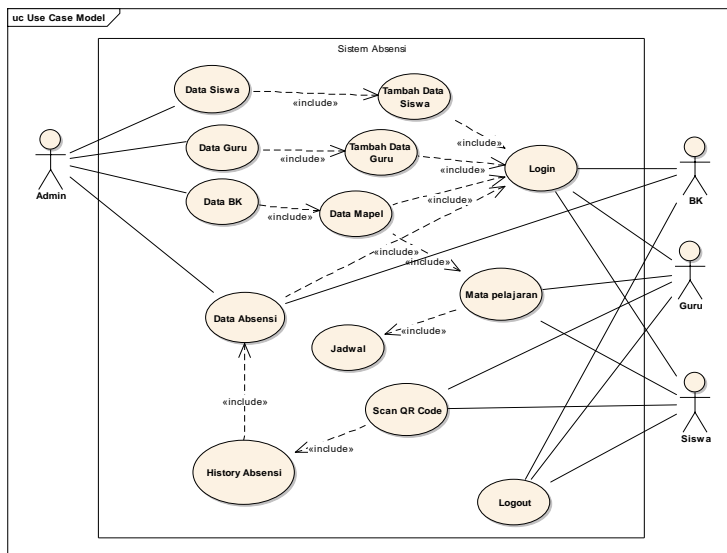 uc Use Case Model
Sistem Absensi
Data Siswa
«include»
Tambah Data
Siswa
«include»
Admin
Data Guru
«include»
Tambah Data
Guru
«include»
Login
BK
Data BK
«include»
Data Mapel
«include»
«include»
«include»
Data Absensi
Mata pelajaran
Guru
Jadwal
«include»
«include»
Scan QR Code
Siswa
«include»
History Absensi
Logout